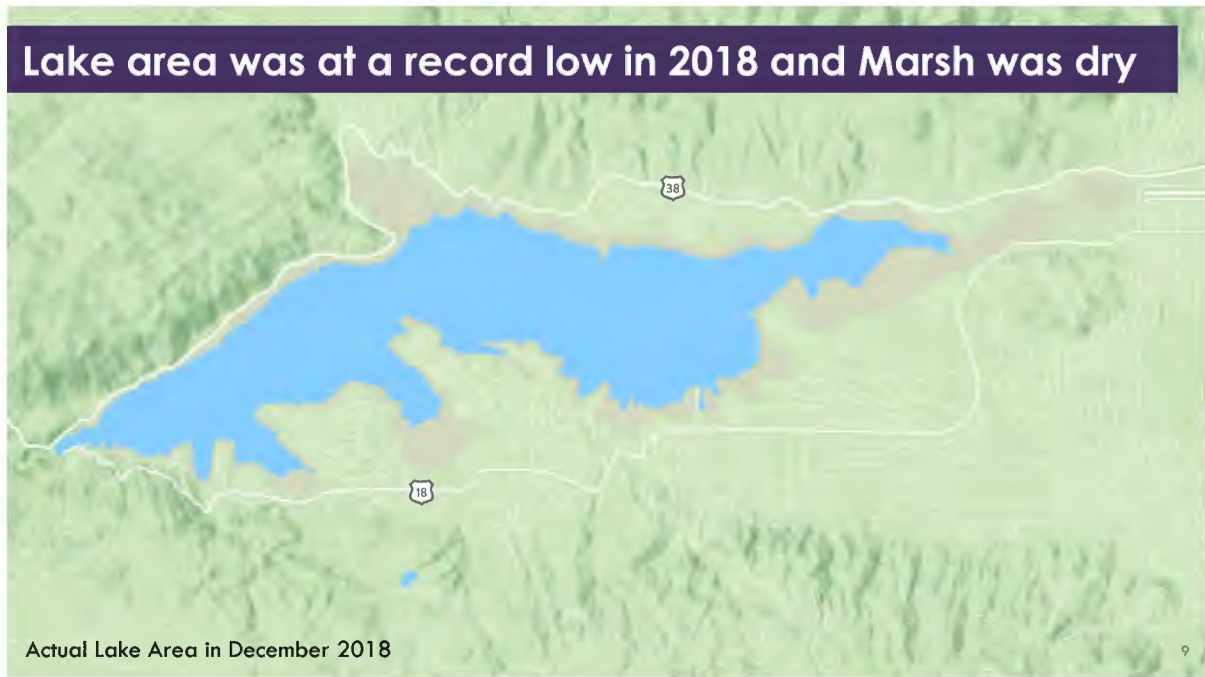 Lake area was at a record low in 2018 and Marsh was dry
38
18
Actual Lake Area in December 2018
9